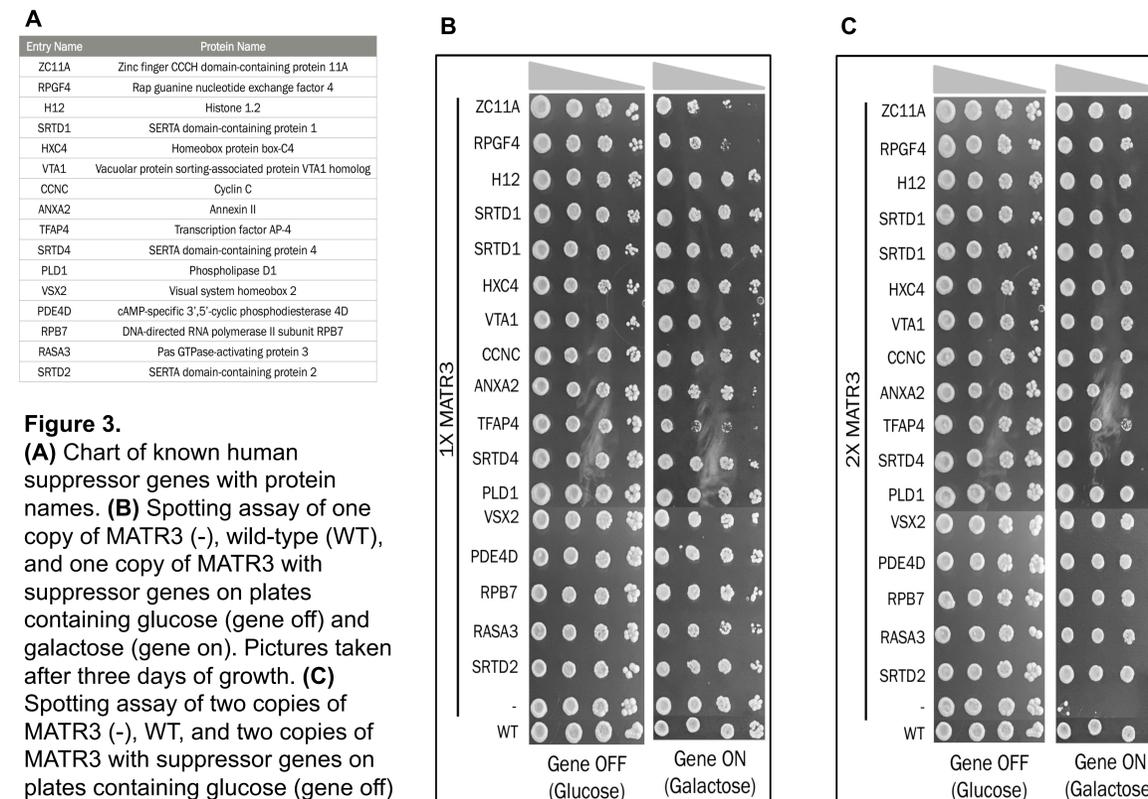 A
Entry Name Protein Name
ZC11A Zinc finger CCCH domain-containing protein 11A
RPGF4 Rap guanine nucleotide exchange factor 4
H12 Histone 1.2
SRTD1 SERTA domain-containing protein 1
HXC4 Homeobox protein box-C4
VTA1 Vacuolar protein sorting-associated protein VTA1 homolog
CCNC Cyclin C
ANXA2 Annexin II
TFAP4 Transcription factor AP-4
SRTD4 SERTA domain-containing protein 4
PLD1 Phospholipase D1
VSX2 Visual system homeobox 2
PDE4D cAMP-specific 3',5'-cyclic phosphodiesterase 4D
RPB7 DNA-directed RNA polymerase II subunit RPB7
RASA3 Pas GTPase-activating protein 3
SRTD2 SERTA domain-containing protein 2
Figure 3.
(A) Chart of known human
suppressor genes with protein
names. (B) Spotting assay of one
copy of MATR3 (-), wild-type (WT),
and one copy of MATR3 with
suppressor genes on plates
containing glucose (gene off) and
galactose (gene on). Pictures taken
after three days of growth. (C)
Spotting assay of two copies of
MATR3 (-), WT, and two copies of
MATR3 with suppressor genes on
plates containing glucose (gene off)
B
1X MATR3
ZC11A
RPGF4
H12
SRTD1
SRTD1
HXC4
VTA1
CCNC
ANXA2
TFAP4
SRTD4
PLD1
VSX2
PDE4D
RPB7
RASA3
SRTD2
-
WT
Gene OFF
(Glucose)
Gene ON
(Galactose)
C
2X MATR3
ZC11A
RPGF4
H12
SRTD1
SRTD1
HXC4
VTA1
CCNC
ANXA2
TFAP4
SRTD4
PLD1
VSX2
PDE4D
RPB7
RASA3
SRTD2
-
WT
Gene OFF
(Glucose)
Gene ON
(Galactose